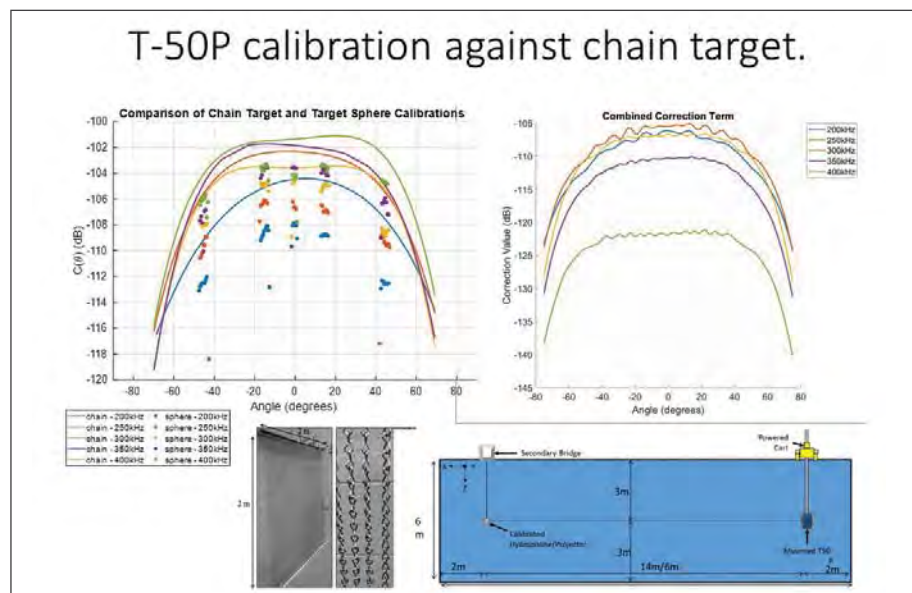 T-50P calibration against chain target.
Comparison of Chain Target and Target Sphere Calibrations
-100
-102
-104
-106
-108
-110
-112
-114
-116
-118
-120
C(θ) (dB)
-80
-60
-40
-20
0
20
40
60
80
Angle (degrees)
chain - 200kHz
chain - 250kHz
chain - 300kHz
chain - 350kHz
chain - 400kHz
sphere - 200kHz
sphere - 250kHz
sphere - 300kHz
sphere - 350kHz
sphere - 400kHz
Combined Correction Term
-105
-110
-115
-120
-125
-130
-135
-140
-145
Correction Value (dB)
-80
-60
-40
-20
0
20
40
60
80
Angle (degrees)
200kHz
250kHz
300kHz
350kHz
400kHz
2 m
6
m
Secondary Bridge
Powered
Cart
3m
Calibrated
Hydrophone/Projector
3m
Mounted T50
P
2m
14m/6m
2m